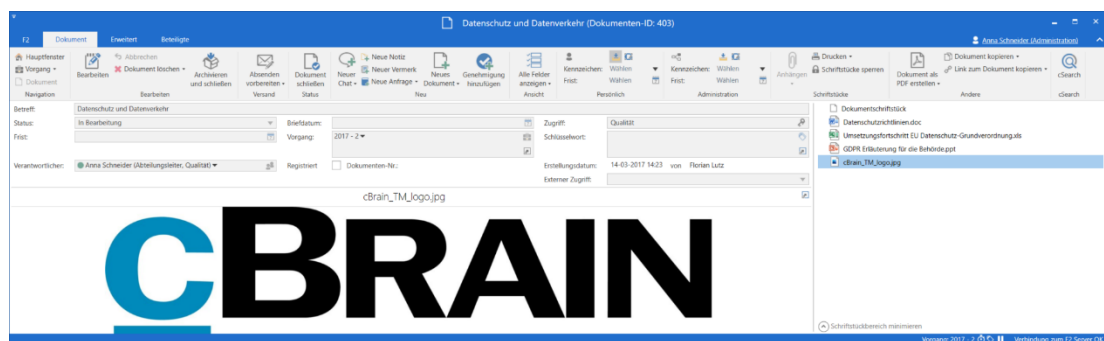 Datenschutz und Datenverkehr (Dokumenten-ID: 403)
F2 Dokument Erweitert Beteiligte
Anna Schneider (Administration)
Hauptfenster
Vorgang
Dokument
Navigation
Bearbeiten
Abbrechen
Dokument löschen
Archivieren und schließen
Bearbeiten
Absenden vorbereiten
Versand
Dokument schließen
Status
Neuer Chat
Neue Notiz
Neuer Vermerk
Neue Anfrage
Neues Dokument
Genehmigung hinzufügen
Neu
Alle Felder anzeigen
Ansicht
Kennzeichen: Wählen
Frist: Wählen
Persönlich
Kennzeichen: Wählen
Frist: Wählen
Administration
Anhängen
Drucken
Schriftstücke sperren
Schriftstücke
Dokument als PDF erstellen
Dokument kopieren
Link zum Dokument kopieren
Andere
cSearch
cSearch
Betreff: Datenschutz und Datenverkehr
Status: In Bearbeitung Briefdatum: Zugriff: Qualität
Frist: Vorgang: 2017 - 2 Schlüsselwort:
Verantwortlicher: Anna Schneider (Abteilungsleiter, Qualität) Registriert Dokumenten-Nr.: Erstellungsdatum: 14-03-2017 14:23 von Florian Lutz
Externer Zugriff:
cBrain_TM_logo.jpg
cBRAIN
Dokumentschriftstück
Datenschutzrichtlinien.doc
Umsetzungsfortschritt EU Datenschutz-Grundverordnung.xls
GDPR Erläuterung für die Behörde.ppt
cBrain_TM_logo.jpg
Schriftstückbereich minimieren
Vorgang: 2017 - 2 Verbindung zum F2 Server OK